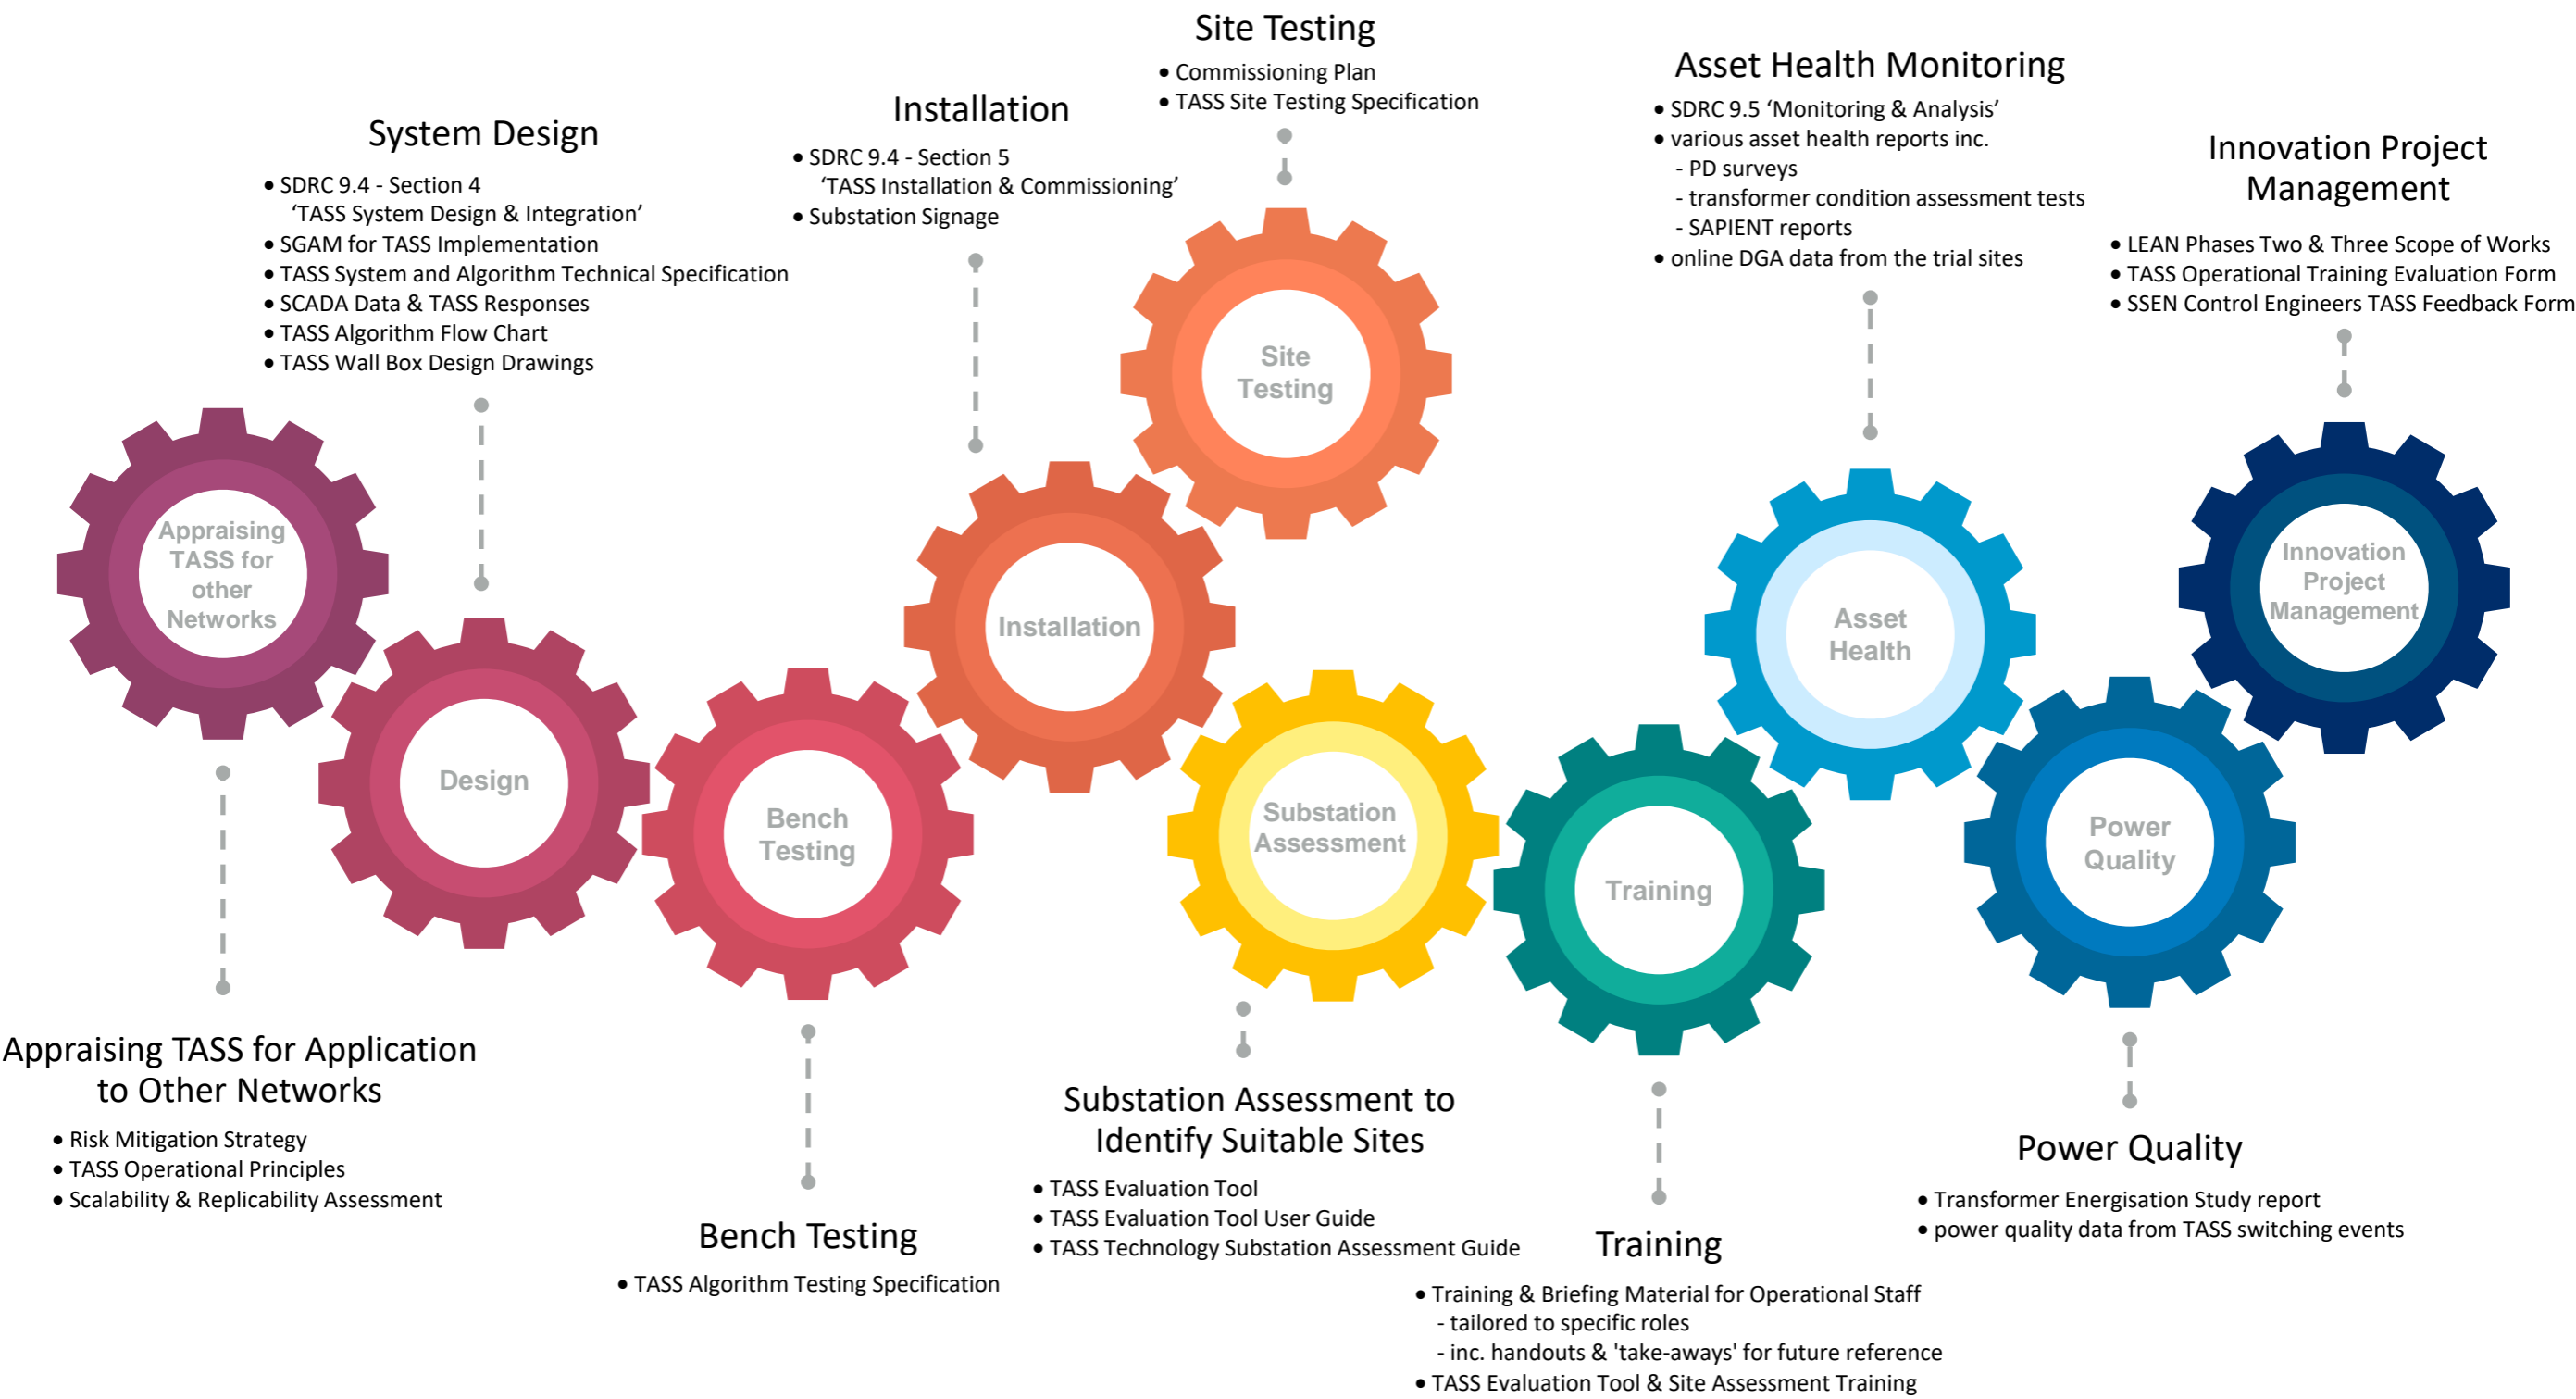 Site Testing
• Commissioning Plan
• TASS Site Testing Specification
Asset Health Monitoring
• SDRC 9.5 ‘Monitoring & Analysis’
• various asset health reports inc.
- PD surveys
- transformer condition assessment tests
- SAPIENT reports
• online DGA data from the trial sites
Installation
• SDRC 9.4 - Section 5
‘TASS Installation & Commissioning’
• Substation Signage
System Design
• SDRC 9.4 - Section 4
‘TASS System Design & Integration’
• SGAM for TASS Implementation
• TASS System and Algorithm Technical Specification
• SCADA Data & TASS Responses
• TASS Algorithm Flow Chart
• TASS Wall Box Design Drawings
Innovation Project
Management
• LEAN Phases Two & Three Scope of Works
• TASS Operational Training Evaluation Form
• SSEN Control Engineers TASS Feedback Form
Appraising
TASS for
other
Networks
Design
Bench
Testing
Installation
Site
Testing
Substation
Assessment
Training
Asset
Health
Power
Quality
Innovation
Project
Management
Appraising TASS for Application
to Other Networks
• Risk Mitigation Strategy
• TASS Operational Principles
• Scalability & Replicability Assessment
Bench Testing
• TASS Algorithm Testing Specification
Substation Assessment to
Identify Suitable Sites
• TASS Evaluation Tool
• TASS Evaluation Tool User Guide
• TASS Technology Substation Assessment Guide
Training
• Training & Briefing Material for Operational Staff
- tailored to specific roles
- inc. handouts & 'take-aways' for future reference
• TASS Evaluation Tool & Site Assessment Training
Power Quality
• Transformer Energisation Study report
• power quality data from TASS switching events